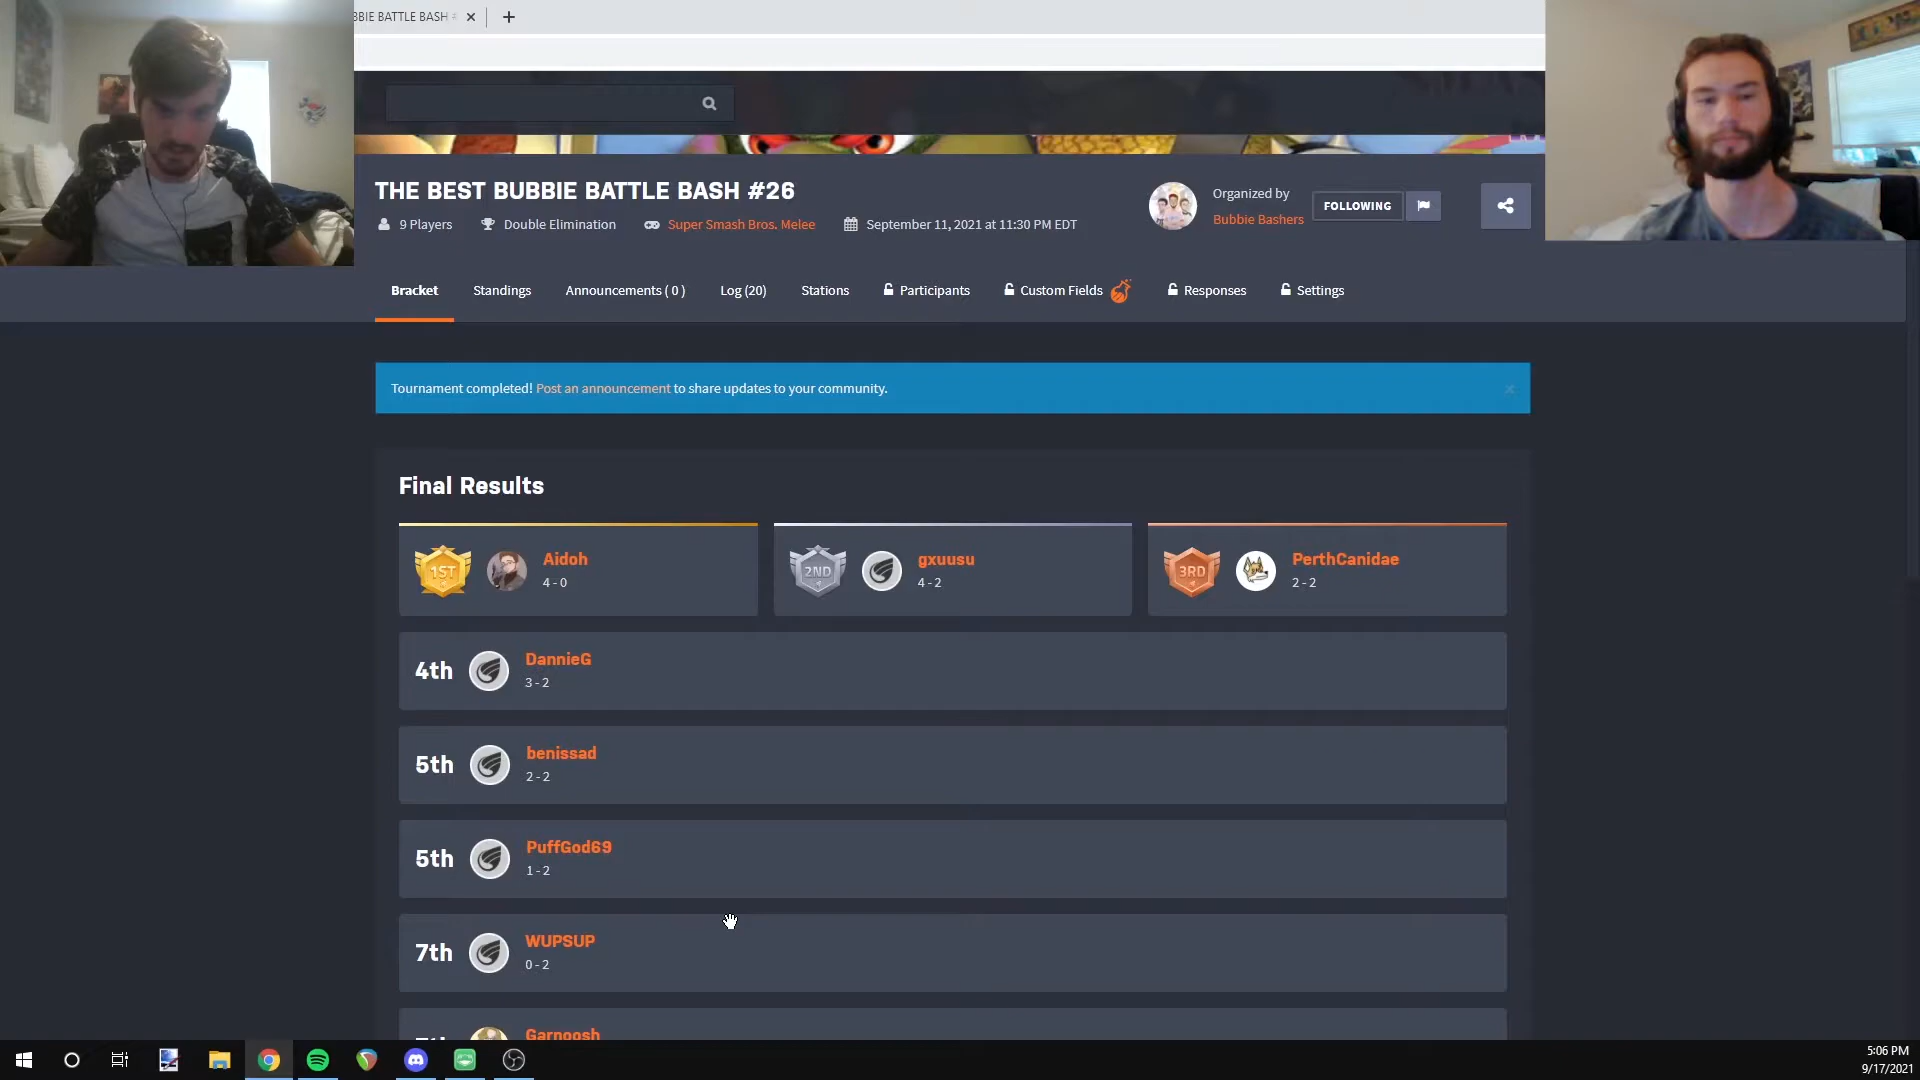 BBIE BATTLE BASH
THE BEST BUBBIE BATTLE BASH #26
9 Players
Double Elimination
Super Smash Bros. Melee
September 11, 2021 at 11:30 PM EDT
Organized by
Bubbie Bashers
FOLLOWING
Bracket
Standings
Announcements ( 0 )
Log (20)
Stations
Participants
Custom Fields
Responses
Settings
Tournament completed! Post an announcement to share updates to your community.
Final Results
1ST
Aidoh
4 - 0
2ND
gxuusu
4 - 2
3RD
PerthCanidae
2 - 2
4th
DannieG
3 - 2
5th
benissad
2 - 2
5th
PuffGod69
1 - 2
7th
WUPSUP
0 - 2
7th
Garnoosh
5:06 PM
9/17/2021